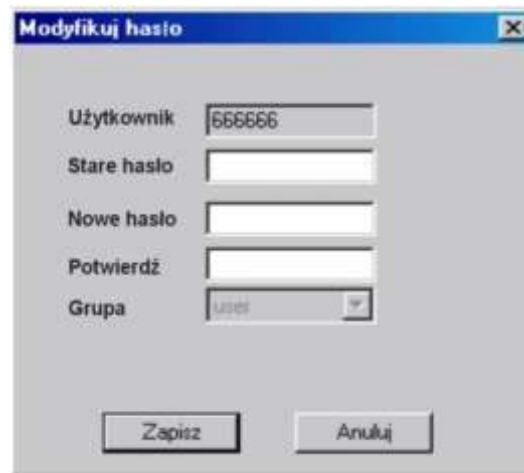 Modyfikuj hasło
Użytkownik 666666
Stare hasło
Nowe hasło
Potwierdź
Grupa user
Zapisz Anuluj